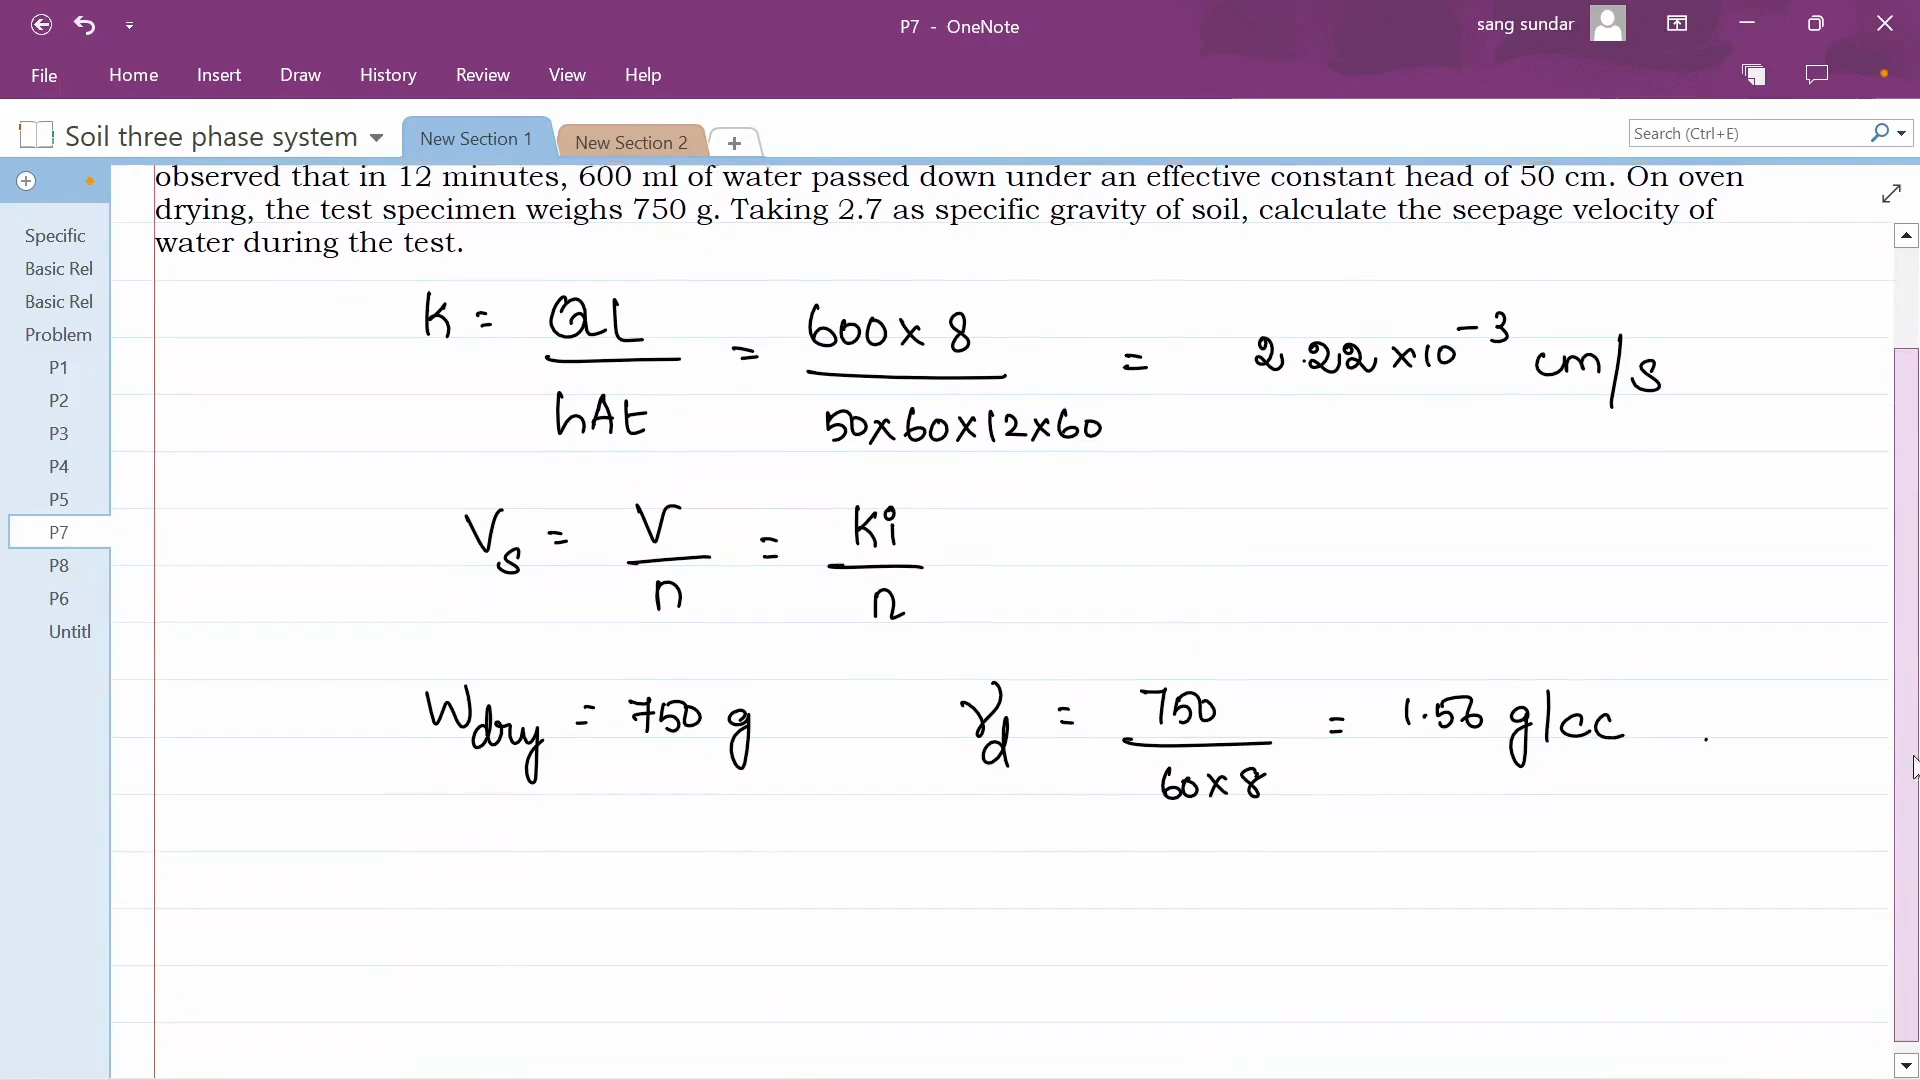 P7 - OneNote
sang sundar
File Home Insert Draw History Review View Help
Soil three phase system New Section 1 New Section 2 +
Search (Ctrl+E)
observed that in 12 minutes, 600 ml of water passed down under an effective constant head of 50 cm. On oven
drying, the test specimen weighs 750 g. Taking 2.7 as specific gravity of soil, calculate the seepage velocity of
water during the test.
Specific
Basic Rel
Basic Rel
Problem
P1
P2
P3
P4
P5
P7
P8
P6
Untitl
K = QL / hAt = 600 × 8 / 50×60×12×60 = 2.22 ×10⁻³ cm/s
Vs = V / n = Ki / n
Wdry = 750 g γd = 750 / 60×8 = 1.56 g/cc .